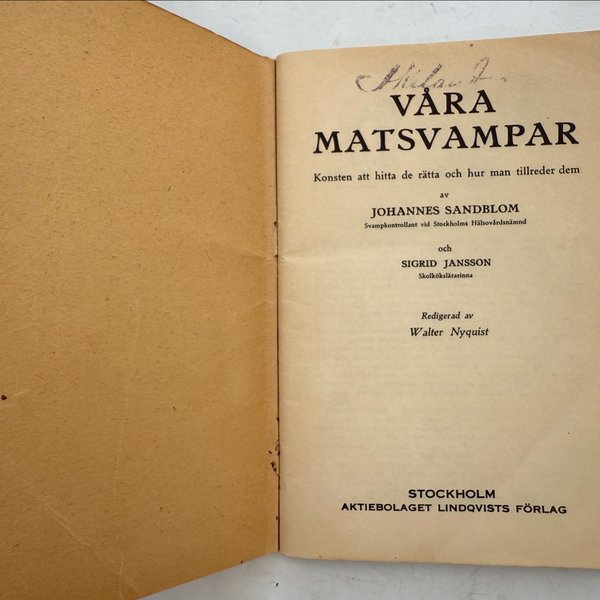 VÅRA
MATSVAMPAR
Konsten att hitta de rätta och hur man tillreder dem
av
JOHANNES SANDBLOM
Svampkontrollant vid Stockholms Hälsovårdsnämnd
och
SIGRID JANSSON
Skolkökslärarinna
Redigerad av
Walter Nyquist
STOCKHOLM
AKTIEBOLAGET LINDQVISTS FÖRLAG